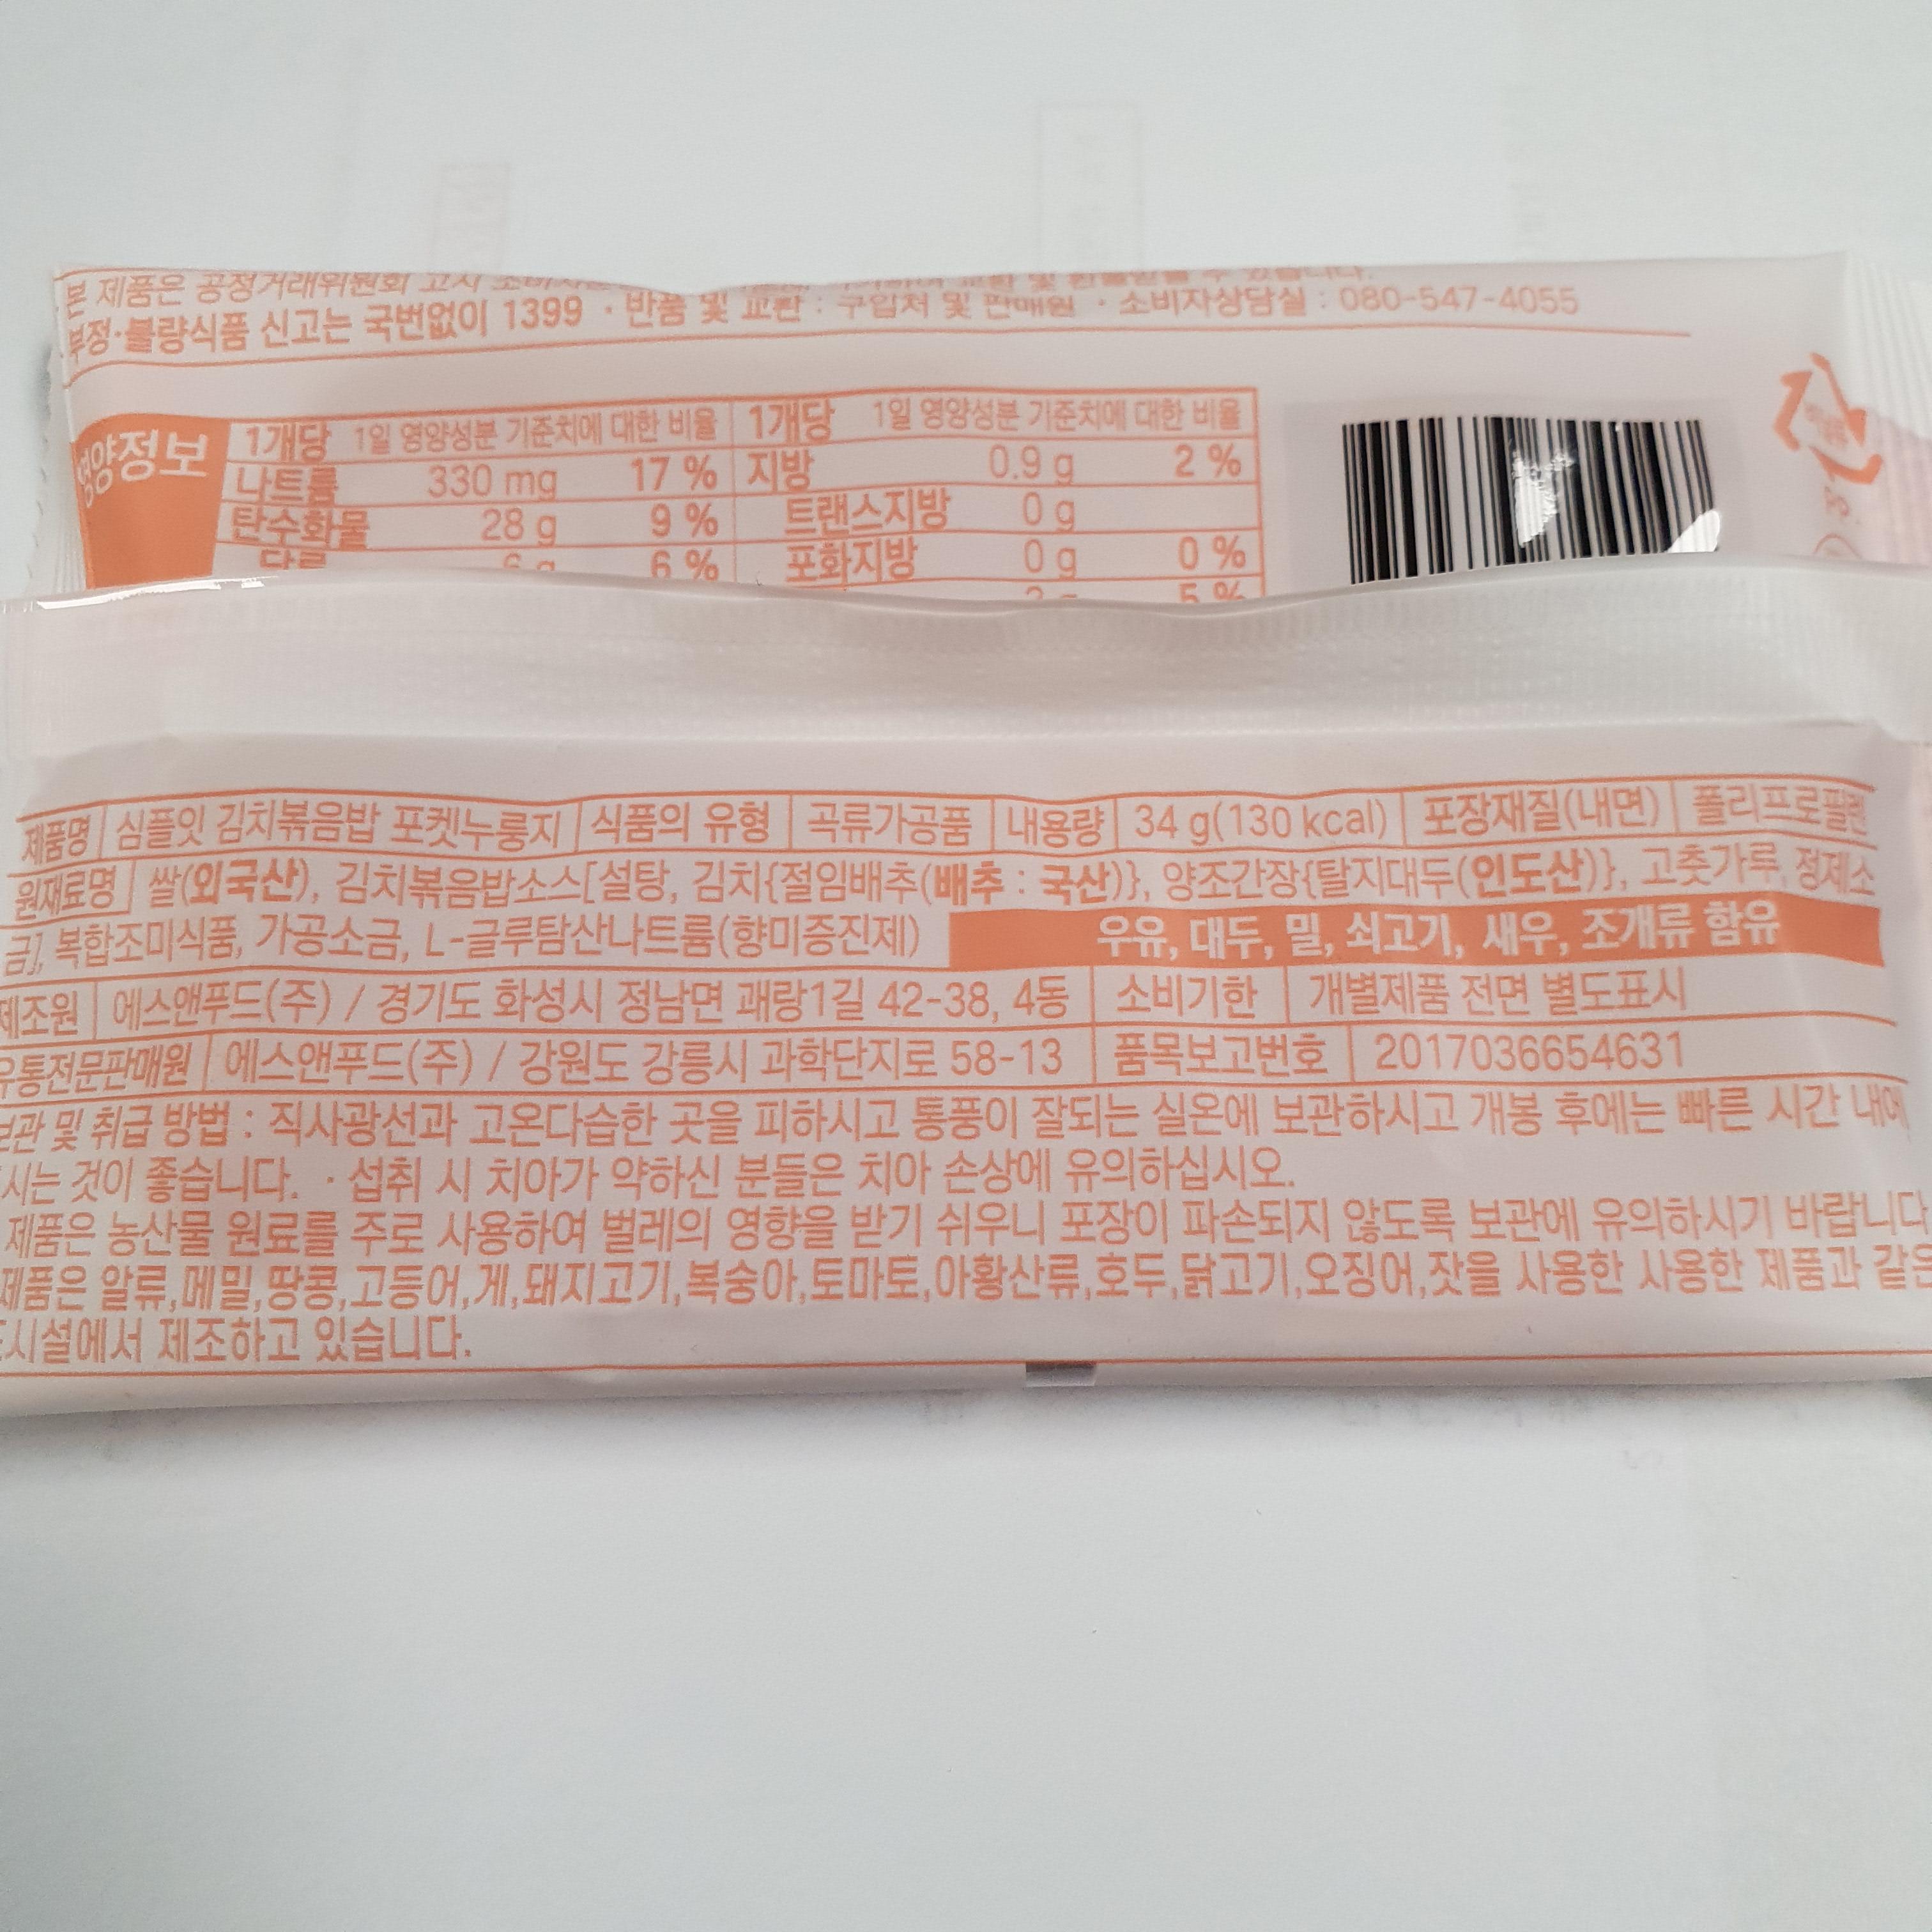 본 제품은 공정거래위원회 고시
부정·불량식품 신고는 국번없이 1399 · 반품 및 교환 : 구입처 및 판매원 · 소비자상담실 : 080-547-4055
영양정보 1개당 1일 영양성분 기준치에 대한 비율 1개당 1일 영양성분 기준치에 대한 비율
나트륨 330 mg 17 % 지방 0.9 g 2 %
탄수화물 28 g 9 % 트랜스지방 0 g
당류 6 g 6 % 포화지방 0 g 0 %
5 %
제품명 심플잇 김치볶음밥 포켓누룽지 식품의 유형 곡류가공품 내용량 34 g(130 kcal) 포장재질(내면) 폴리프로필렌
원재료명 쌀(외국산), 김치볶음밥소스[설탕, 김치{절임배추(배추 : 국산)}, 양조간장{탈지대두(인도산)}, 고춧가루, 정제소
금], 복합조미식품, 가공소금, L-글루탐산나트륨(향미증진제) 우유, 대두, 밀, 쇠고기, 새우, 조개류 함유
제조원 에스앤푸드(주) / 경기도 화성시 정남면 괘랑1길 42-38, 4동 소비기한 개별제품 전면 별도표시
유통전문판매원 에스앤푸드(주) / 강원도 강릉시 과학단지로 58-13 품목보고번호 2017036654631
보관 및 취급 방법 : 직사광선과 고온다습한 곳을 피하시고 통풍이 잘되는 실온에 보관하시고 개봉 후에는 빠른 시간 내에
시는 것이 좋습니다. · 섭취 시 치아가 약하신 분들은 치아 손상에 유의하십시오.
제품은 농산물 원료를 주로 사용하여 벌레의 영향을 받기 쉬우니 포장이 파손되지 않도록 보관에 유의하시기 바랍니다
제품은 알류,메밀,땅콩,고등어,게,돼지고기,복숭아,토마토,아황산류,호두,닭고기,오징어,잣을 사용한 사용한 제품과 같은
시설에서 제조하고 있습니다.